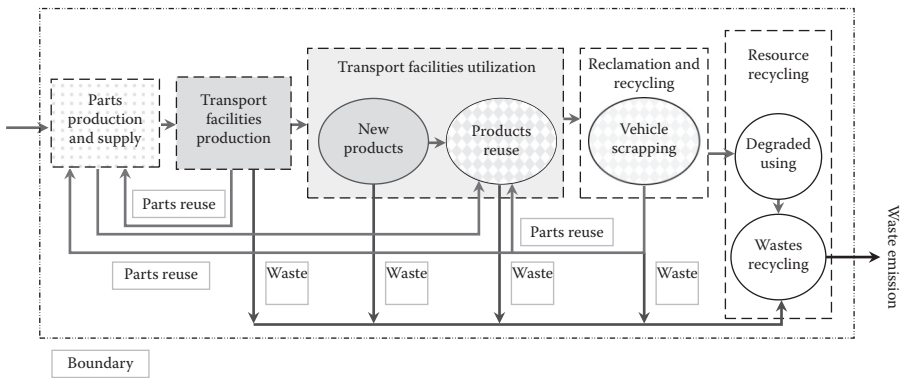 Parts
production
and supply
Transport
facilities
production
Transport facilities utilization
New
products
Products
reuse
Reclamation and
recycling
Vehicle
scrapping
Resource
recycling
Degraded
using
Wastes
recycling
Waste emission
Parts reuse
Parts reuse
Parts reuse
Waste
Waste
Waste
Waste
Boundary